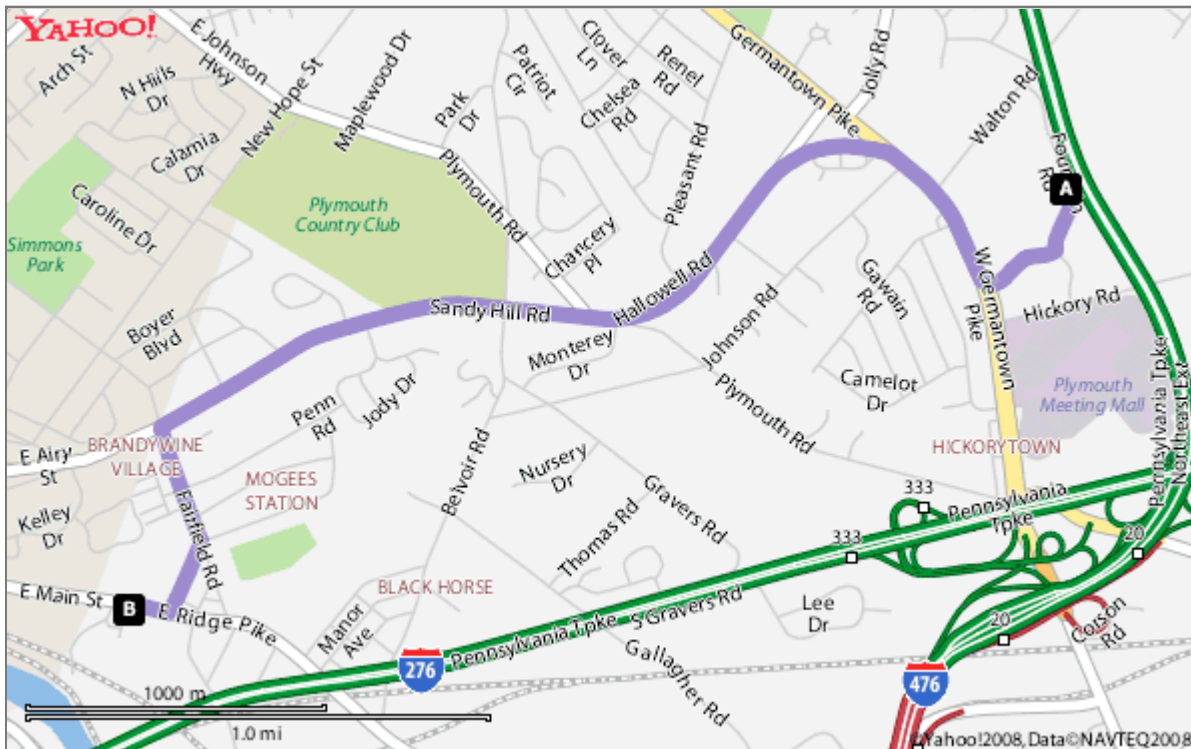 YAHOO!
Arch St
E Johnson
Hwy
N Hills
Dr
New Hope St
Maplewood Dr
Calamia
Dr
Caroline Dr
Simmons
Park
Plymouth
Country Club
Park
Dr
Patriot
Cir
Clover
Ln
Chelsea
Rd
Renel
Rd
Germantown Pike
Jolly Rd
Walton Rd
A
Plymouth Rd
Chancery
Pl
Pleasant Rd
Hallowell Rd
Sandy Hill Rd
Boyer
Blvd
Monterey
Dr
Johnson Rd
Gawain
Rd
W Germantown
Pike
Hickory Rd
Plymouth
Meeting Mall
Pennsylvania Tpke
Northeast Ext
Camelot
Dr
Plymouth Rd
Penn
Rd
Jody Dr
BRANDYWINE
VILLAGE
E Airy
St
MOGEES
STATION
HICKORYTOWN
Belvoir Rd
Nursery
Dr
Gravers Rd
Kelley
Dr
Fairfield Rd
Thomas Rd
333
333
Pennsylvania
Tpke
20
E Main St
B
E Ridge Pike
BLACK HORSE
Manor
Ave
Pennsylvania Tpke
S Gravers Rd
Lee
Dr
20
Corson
Rd
276
Gallagher Rd
476
1000 m
1.0 mi
©Yahoo!2008,Data©NAVTEQ2008